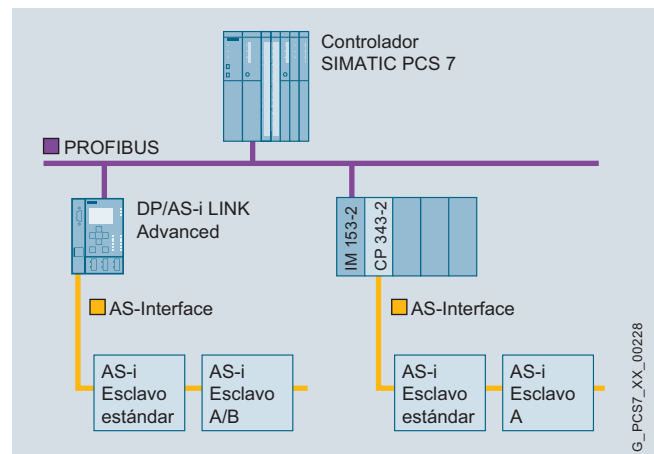 Controlador
SIMATIC PCS 7
PROFIBUS
DP/AS-i LINK
Advanced
IM 153-2
CP 343-2
AS-Interface
AS-Interface
AS-i
Esclavo
estándar
AS-i
Esclavo
A/B
AS-i
Esclavo
estándar
AS-i
Esclavo
A
G_PCS7_XX_00228